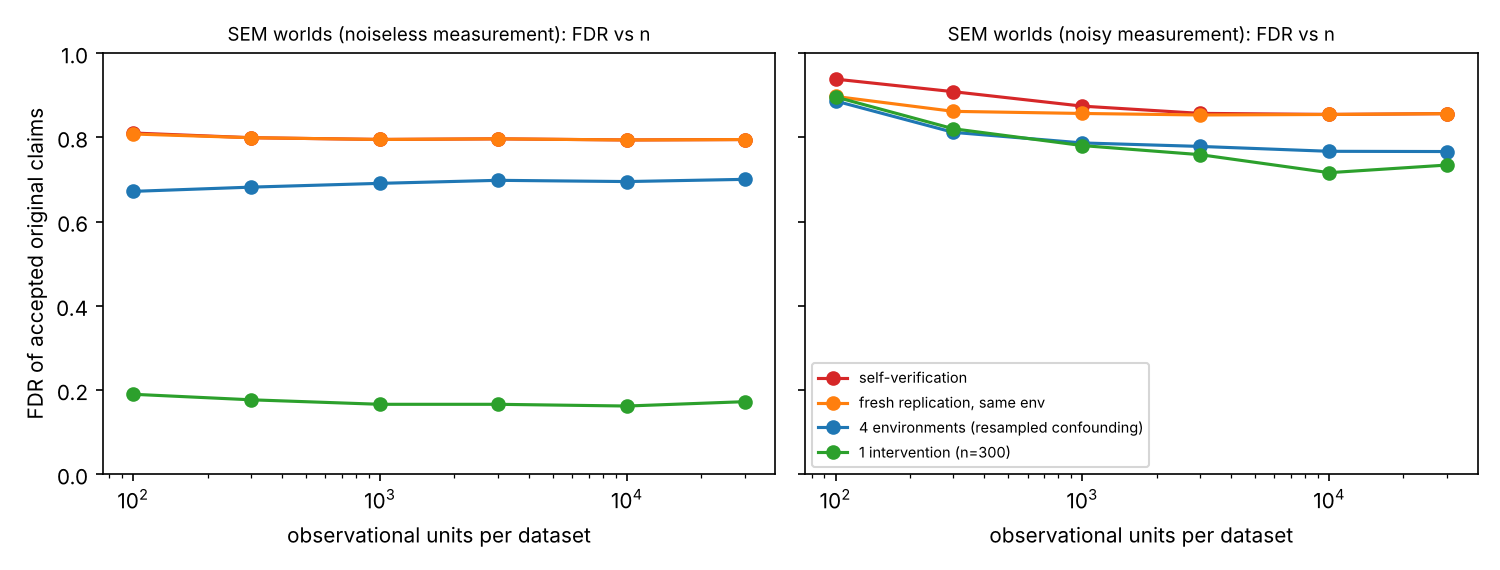 SEM worlds (noiseless measurement): FDR vs n
SEM worlds (noisy measurement): FDR vs n
FDR of accepted original claims
1.0
0.8
0.6
0.4
0.2
0.0
10²
10³
10⁴
observational units per dataset
self-verification
fresh replication, same env
4 environments (resampled confounding)
1 intervention (n=300)
10²
10³
10⁴
observational units per dataset